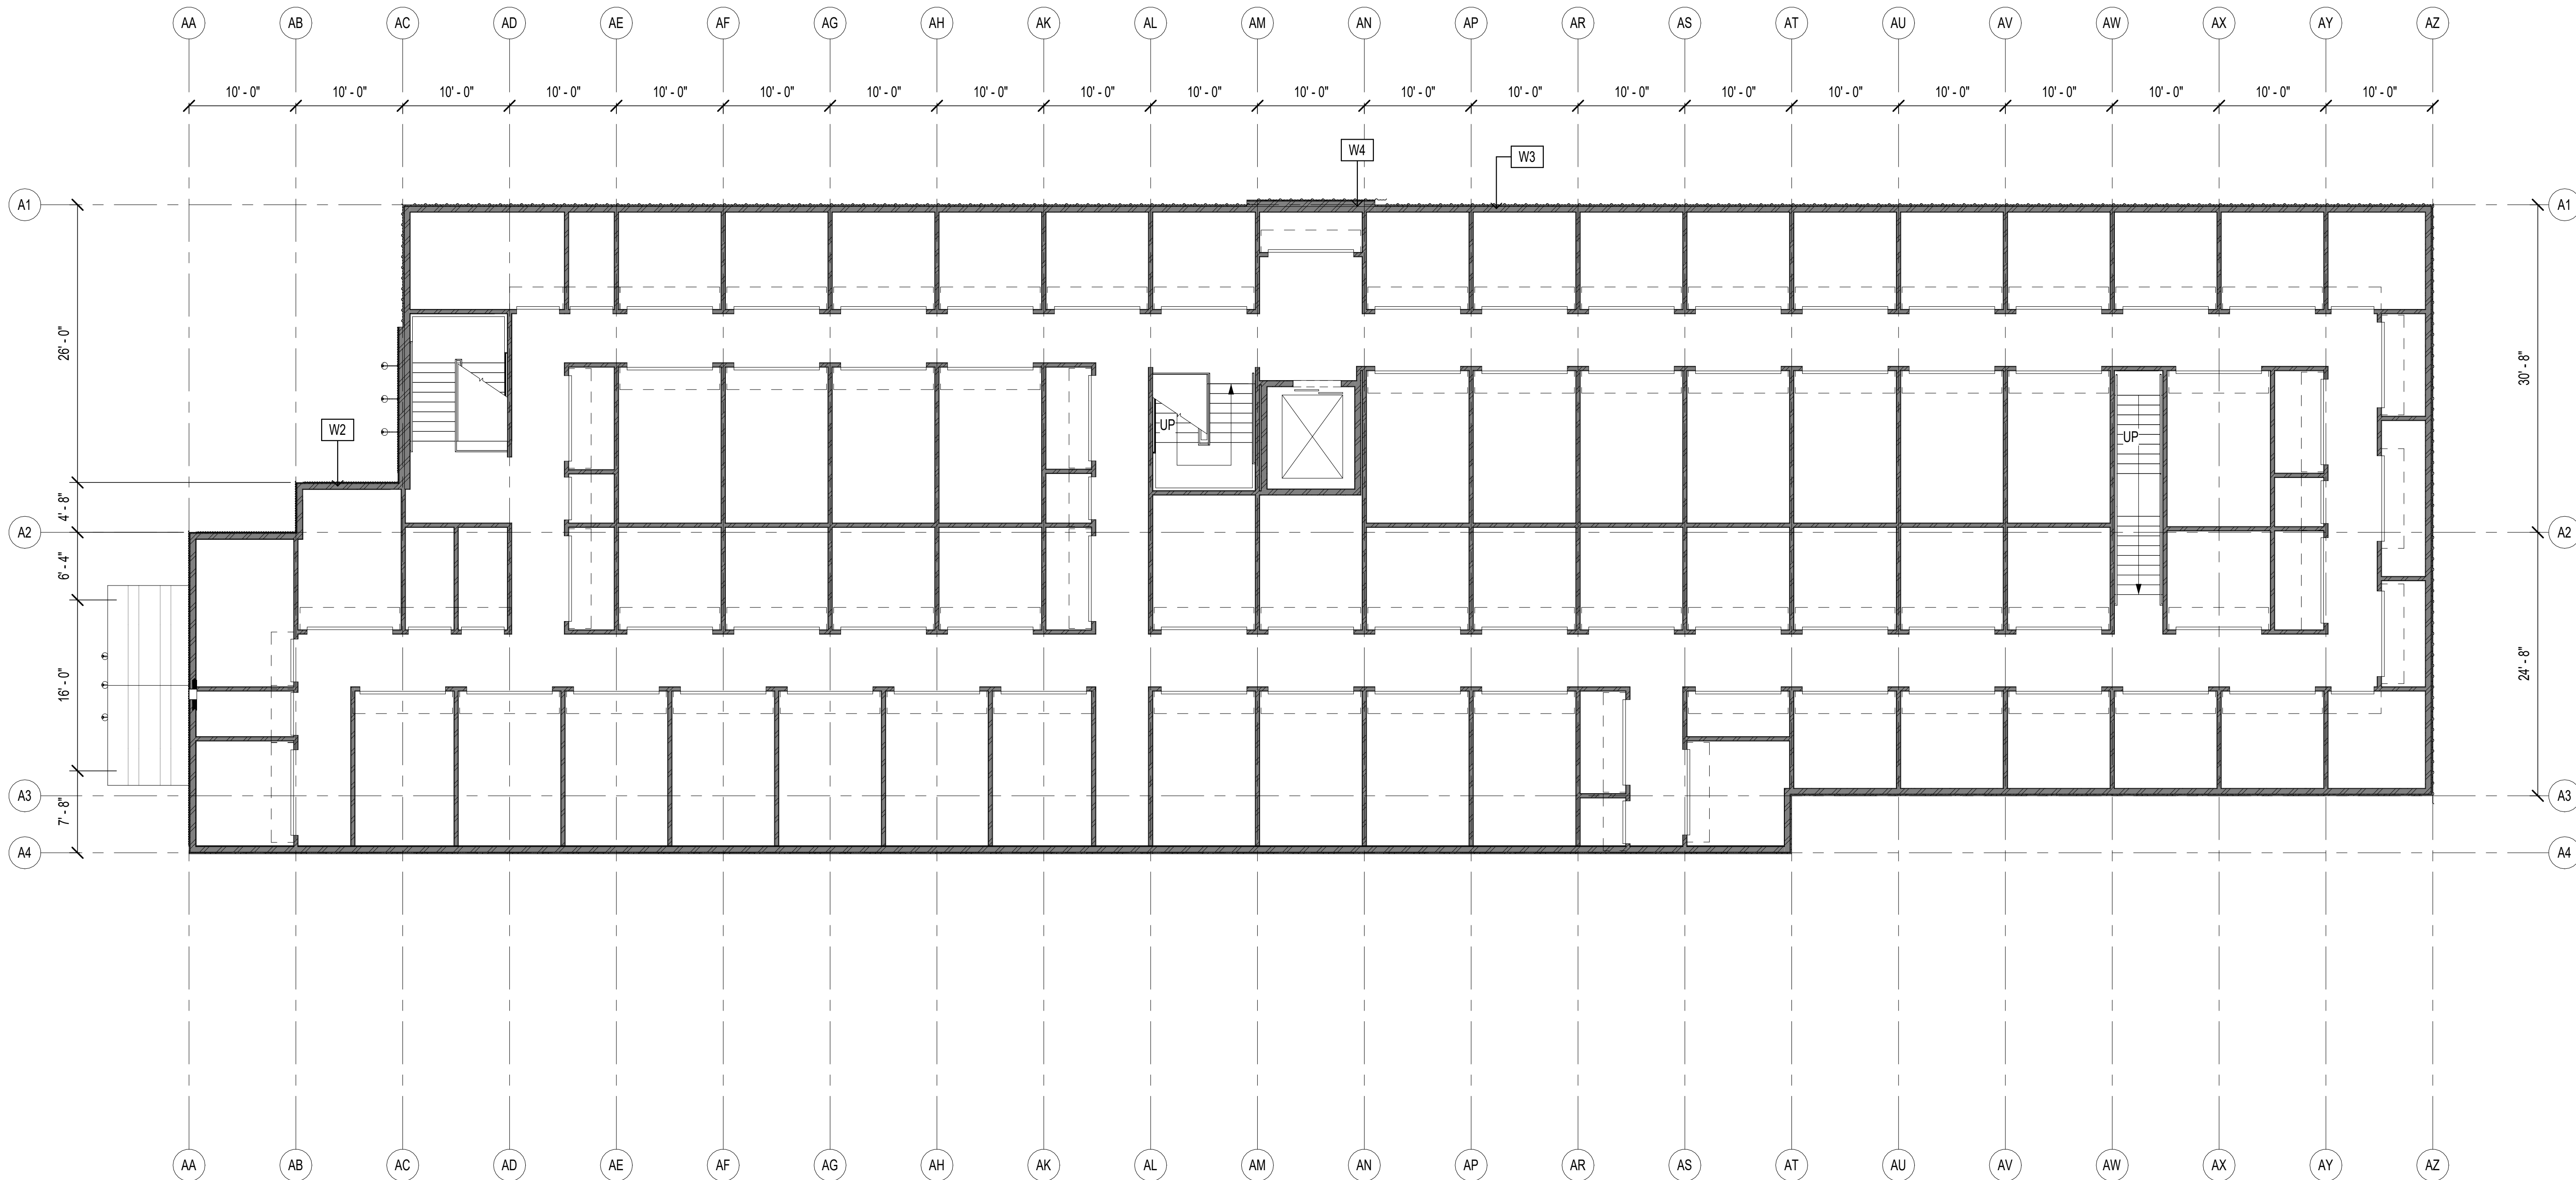 AA AB AC AD AE AF AG AH AK AL AM AN AP AR AS AT AU AV AW AX AY AZ
10' - 0" 10' - 0" 10' - 0" 10' - 0" 10' - 0" 10' - 0" 10' - 0" 10' - 0" 10' - 0" 10' - 0" 10' - 0" 10' - 0" 10' - 0" 10' - 0" 10' - 0" 10' - 0" 10' - 0" 10' - 0" 10' - 0" 10' - 0" 10' - 0"
W4
W3
A1 A1
26' - 0"
30' - 8"
W2
UP
UP
4' - 8"
A2 A2
6' - 4"
16' - 0"
24' - 8"
A3 A3
7' - 8"
A4 A4
AA AB AC AD AE AF AG AH AK AL AM AN AP AR AS AT AU AV AW AX AY AZ